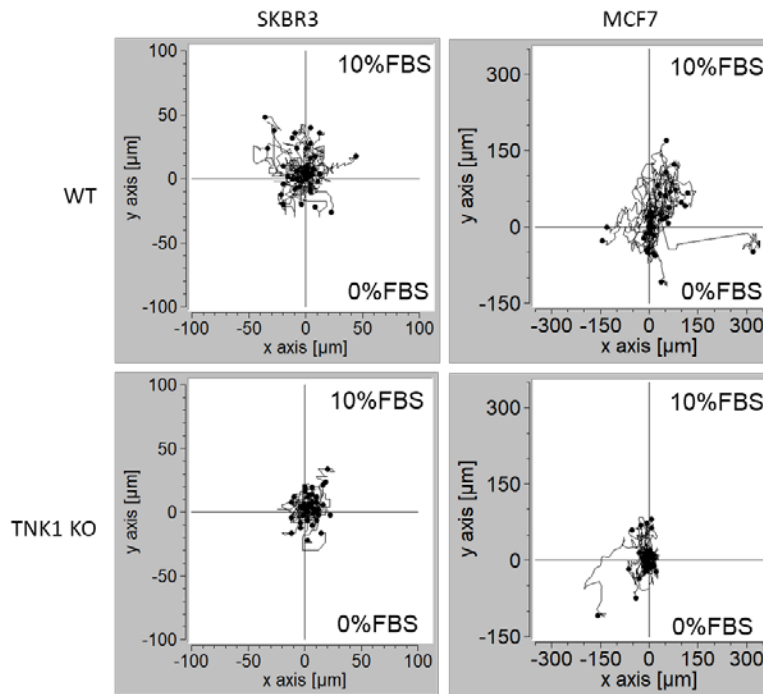 SKBR3
MCF7
WT
TNK1 KO
y axis [µm]
100
50
0
-50
-100
10%FBS
0%FBS
-100 -50 0 50 100
x axis [µm]
y axis [µm]
300
150
0
-150
10%FBS
0%FBS
-350 -150 0 150 300
x axis [µm]
y axis [µm]
100
50
0
-50
-100
10%FBS
0%FBS
-100 -50 0 50 100
x axis [µm]
y axis [µm]
300
150
0
-150
10%FBS
0%FBS
-350 -150 0 150 300
x axis [µm]